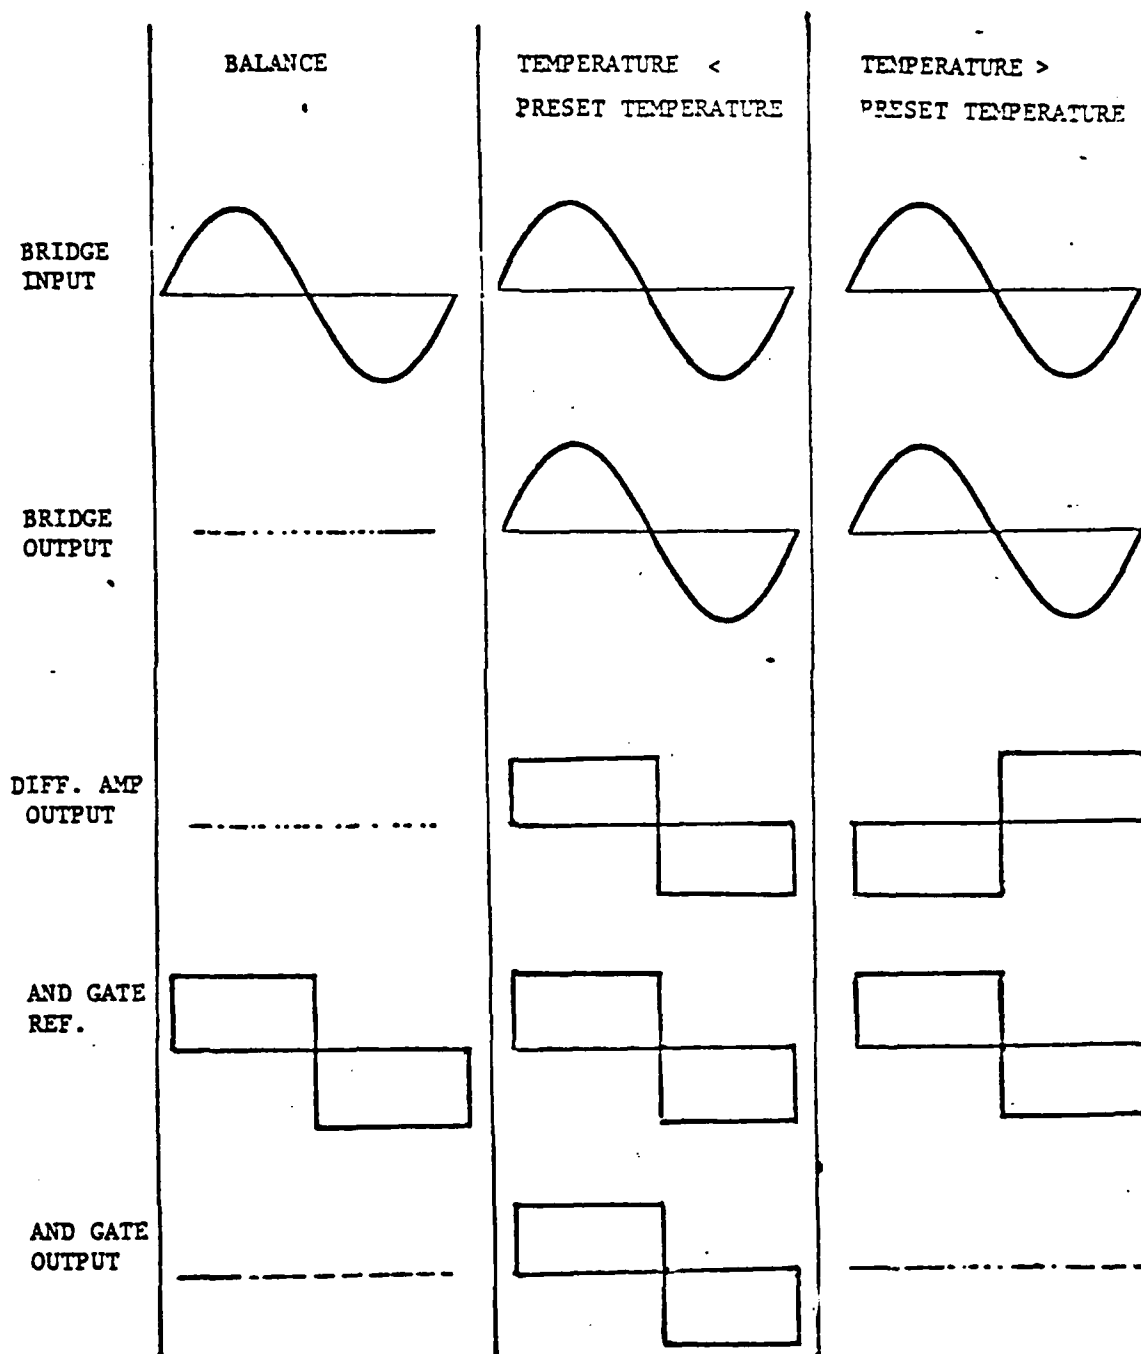 BALANCE
TEMPERATURE <
PRESET TEMPERATURE
TEMPERATURE >
PRESET TEMPERATURE
BRIDGE
INPUT
BRIDGE
OUTPUT
DIFF. AMP
OUTPUT
AND GATE
REF.
AND GATE
OUTPUT